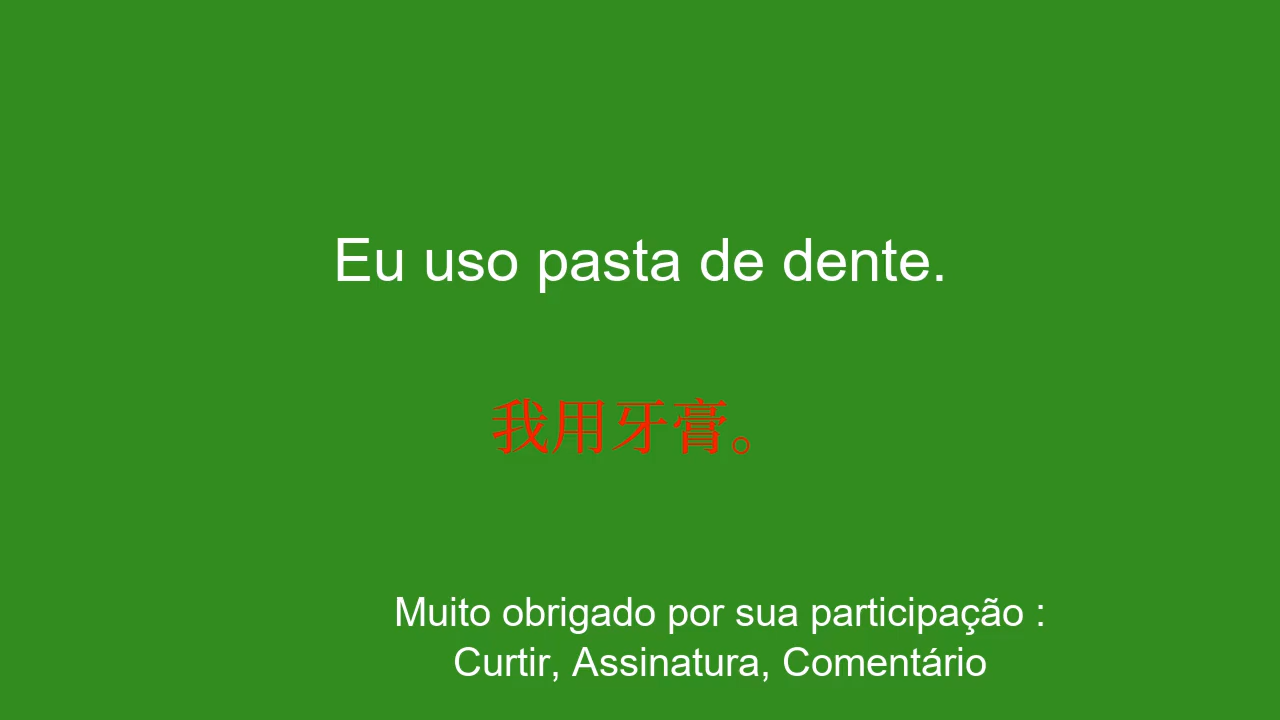 Eu uso pasta de dente.
我用牙膏。
Muito obrigado por sua participação :
Curtir, Assinatura, Comentário